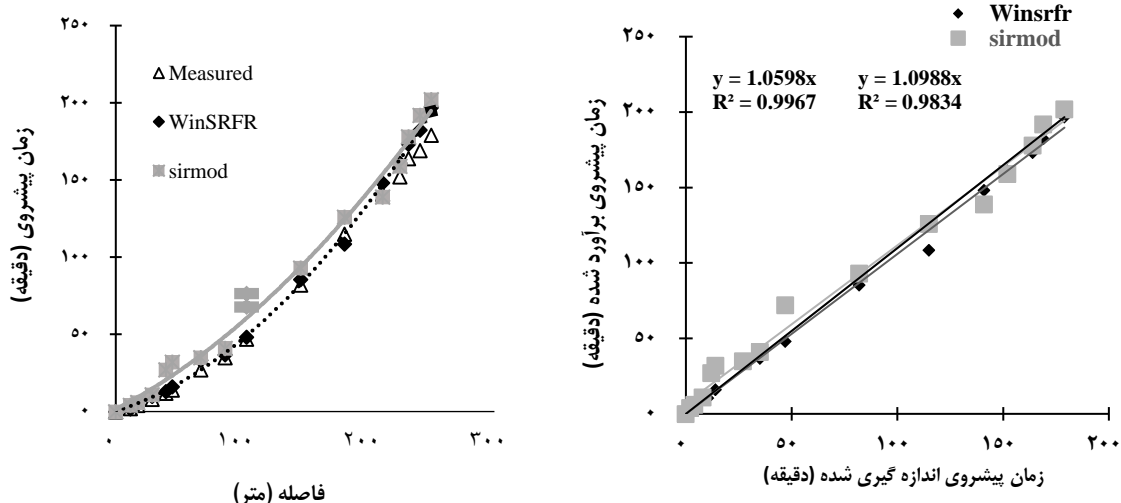 ۲۵۰
۲۰۰
۱۵۰
۱۰۰
۵۰
۰
زمان پیشروی (دقیقه)
Measured
WinSRFR
sirmod
۰
۱۰۰
۲۰۰
۳۰۰
فاصله (متر)
Winsrfr
sirmod
۲۵۰
۲۰۰
۱۵۰
۱۰۰
۵۰
۰
زمان پیشروی برآورد شده (دقیقه)
y = 1.0598x
R² = 0.9967
y = 1.0988x
R² = 0.9834
۰
۵۰
۱۰۰
۱۵۰
۲۰۰
زمان پیشروی اندازه گیری شده (دقیقه)